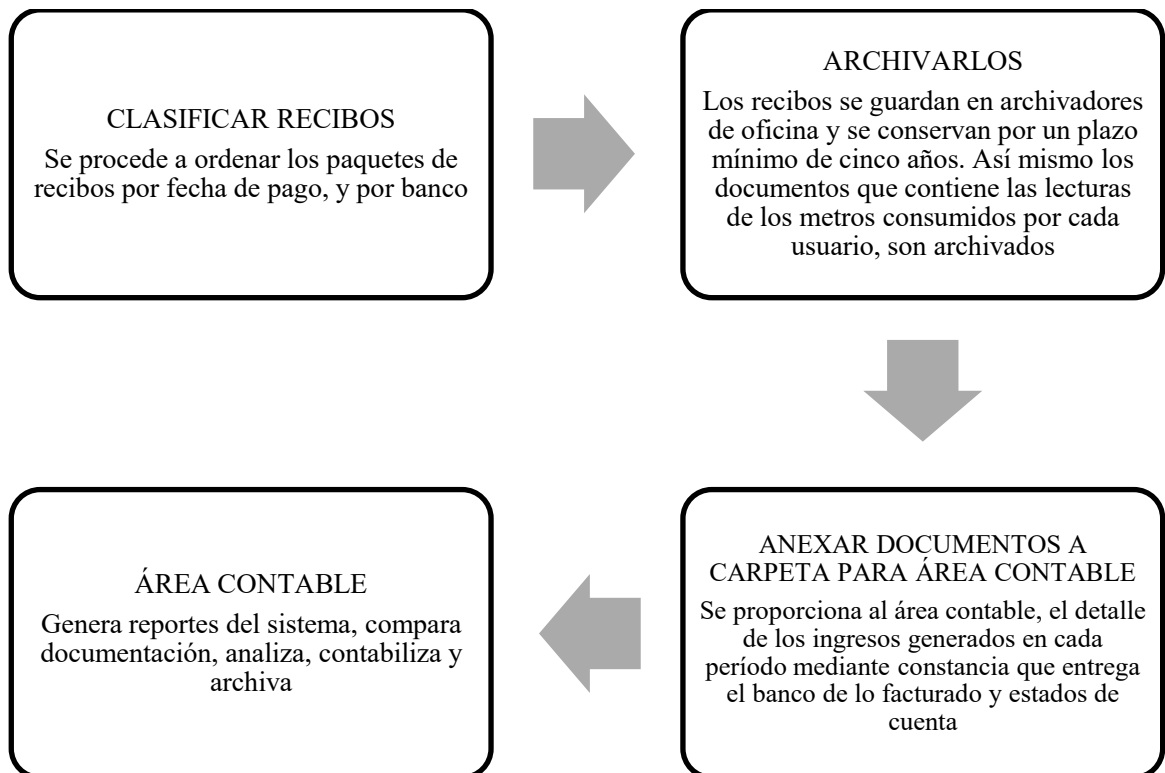 CLASIFICAR RECIBOS
Se procede a ordenar los paquetes de
recibos por fecha de pago, y por banco
ARCHIVARLOS
Los recibos se guardan en archivadores
de oficina y se conservan por un plazo
mínimo de cinco años. Así mismo los
documentos que contiene las lecturas
de los metros consumidos por cada
usuario, son archivados
ANEXAR DOCUMENTOS A
CARPETA PARA ÁREA CONTABLE
Se proporciona al área contable, el detalle
de los ingresos generados en cada
período mediante constancia que entrega
el banco de lo facturado y estados de
cuenta
ÁREA CONTABLE
Genera reportes del sistema, compara
documentación, analiza, contabiliza y
archiva